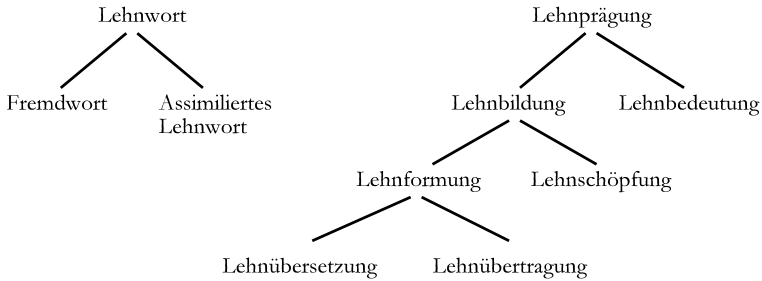 Lehnwort Lehnprägung
Fremdwort Assimiliertes Lehnbildung Lehnbedeutung
Lehnwort
Lehnformung Lehnschöpfung
Lehnübersetzung Lehnübertragung